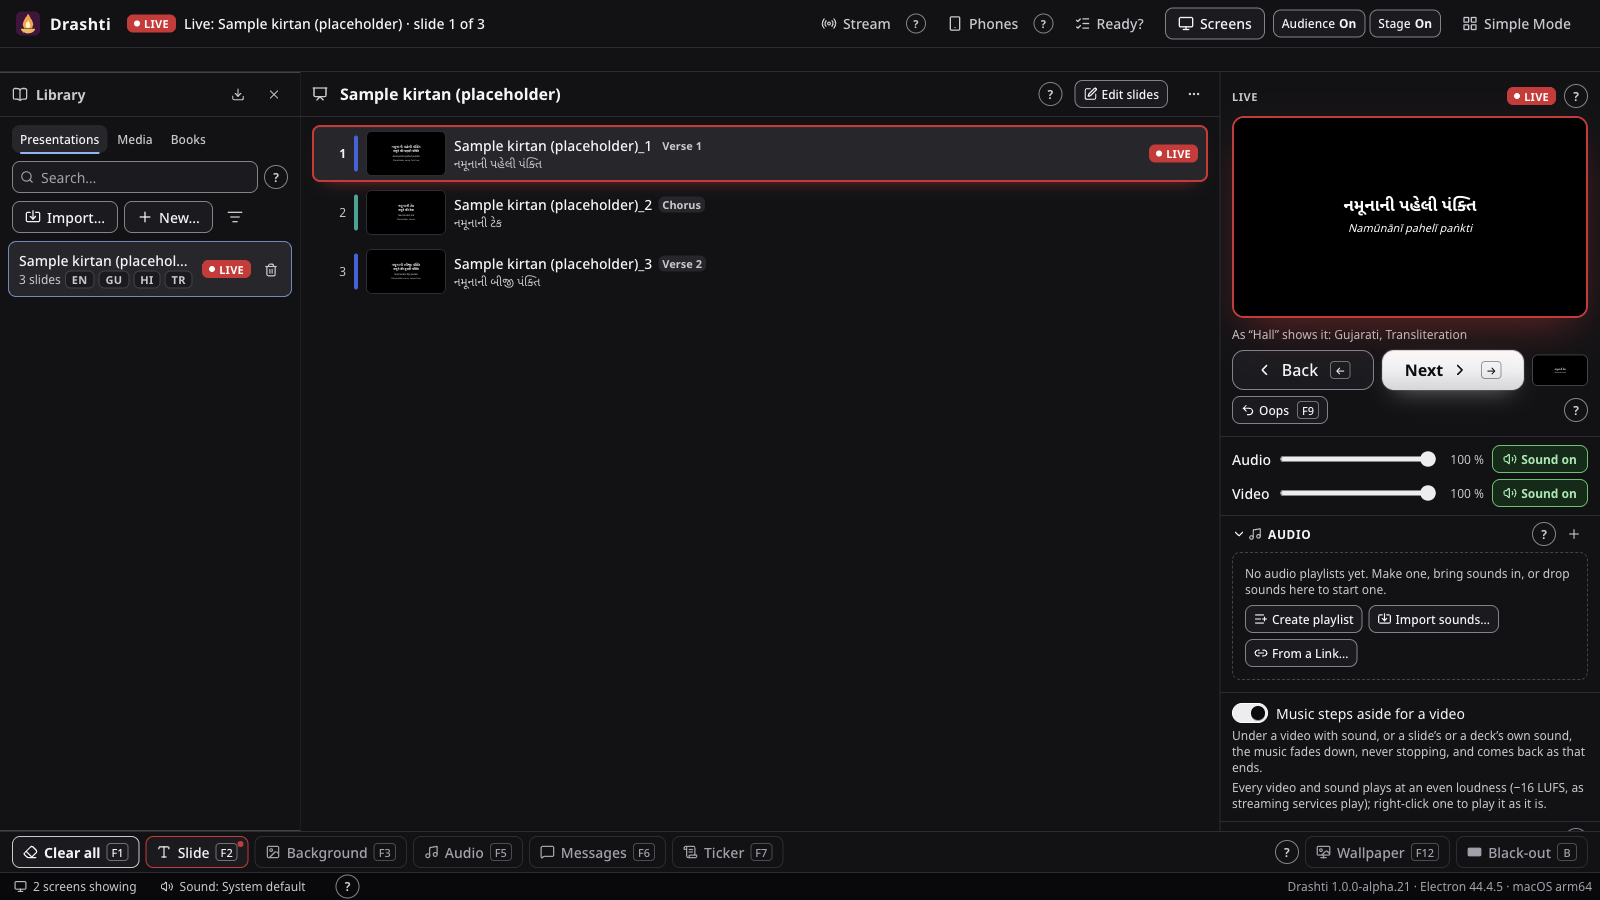 Drashti
LIVE
Live: Sample kirtan (placeholder) · slide 1 of 3
Stream ?
Phones ?
Ready?
Screens
Audience On
Stage On
Simple Mode
Library
Presentations Media Books
Search... ?
Import... New...
Sample kirtan (placehol...
3 slides EN GU HI TR
LIVE
Sample kirtan (placeholder)
? Edit slides
1 Sample kirtan (placeholder)_1 Verse 1
નમૂનાની પહેલી પંક્તિ
LIVE
2 Sample kirtan (placeholder)_2 Chorus
નમૂનાની ટેક
3 Sample kirtan (placeholder)_3 Verse 2
નમૂનાની બીજી પંક્તિ
LIVE LIVE ?
નમૂનાની પહેલી પંક્તિ
Namūnānī pahelī paṅkti
As “Hall” shows it: Gujarati, Transliteration
Back ← Next →
Oops F9 ?
Audio 100 % Sound on
Video 100 % Sound on
AUDIO ?
No audio playlists yet. Make one, bring sounds in, or drop
sounds here to start one.
Create playlist Import sounds...
From a Link...
Music steps aside for a video
Under a video with sound, or a slide’s or a deck’s own sound,
the music fades down, never stopping, and comes back as that
ends.
Every video and sound plays at an even loudness (−16 LUFS, as
streaming services play); right-click one to play it as it is.
Clear all F1 Slide F2 Background F3 Audio F5 Messages F6 Ticker F7 ? Wallpaper F12 Black-out B
2 screens showing Sound: System default ? Drashti 1.0.0-alpha.21 · Electron 44.4.5 · macOS arm64